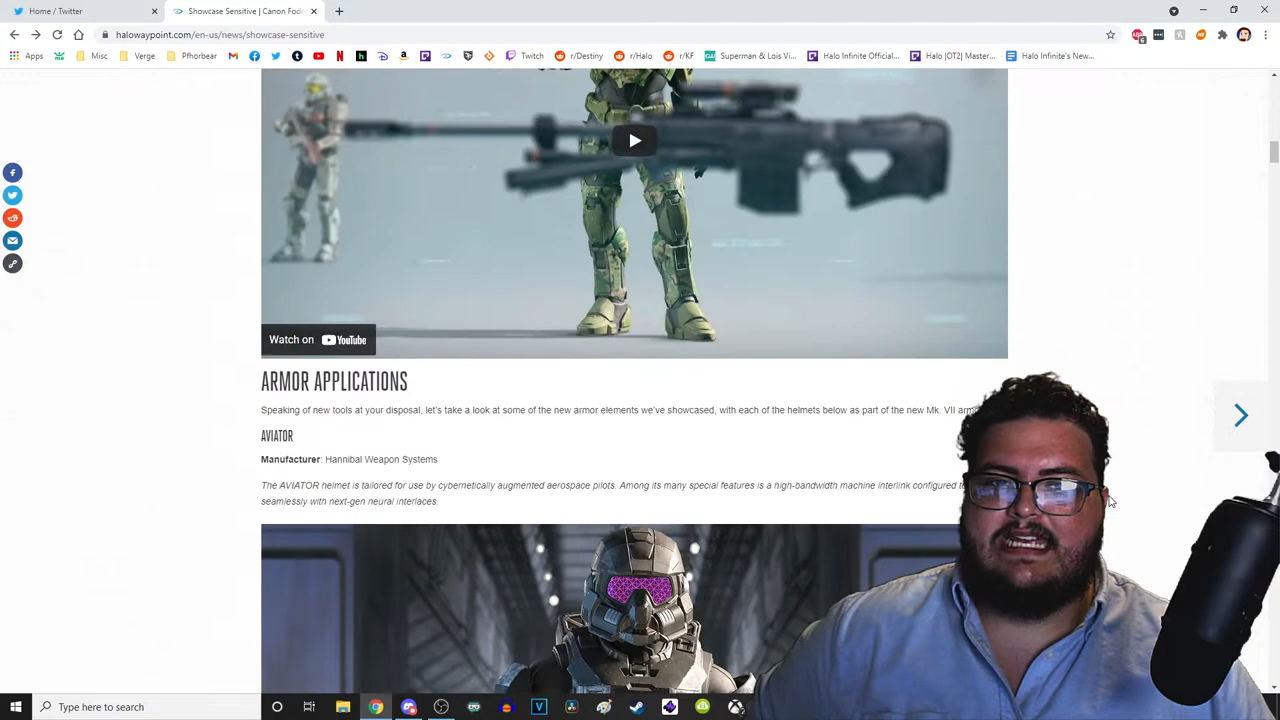 Home / Twitter
Showcase Sensitive | Canon Fodd
halowaypoint.com/en-us/news/showcase-sensitive
Apps Misc Verge Pfhorbear Twitch r/Destiny r/Halo r/KF Superman & Lois Vi... Halo Infinite Official... Halo |OT2| Master... Halo Infinite's New...
Watch on YouTube
ARMOR APPLICATIONS
Speaking of new tools at your disposal, let's take a look at some of the new armor elements we've showcased, with each of the helmets below as part of the new Mk. VII
AVIATOR
Manufacturer: Hannibal Weapon Systems
The AVIATOR helmet is tailored for use by cybernetically augmented aerospace pilots. Among its many special features is a high-bandwidth machine interlink configured
seamlessly with next-gen neural interfaces.
Type here to search